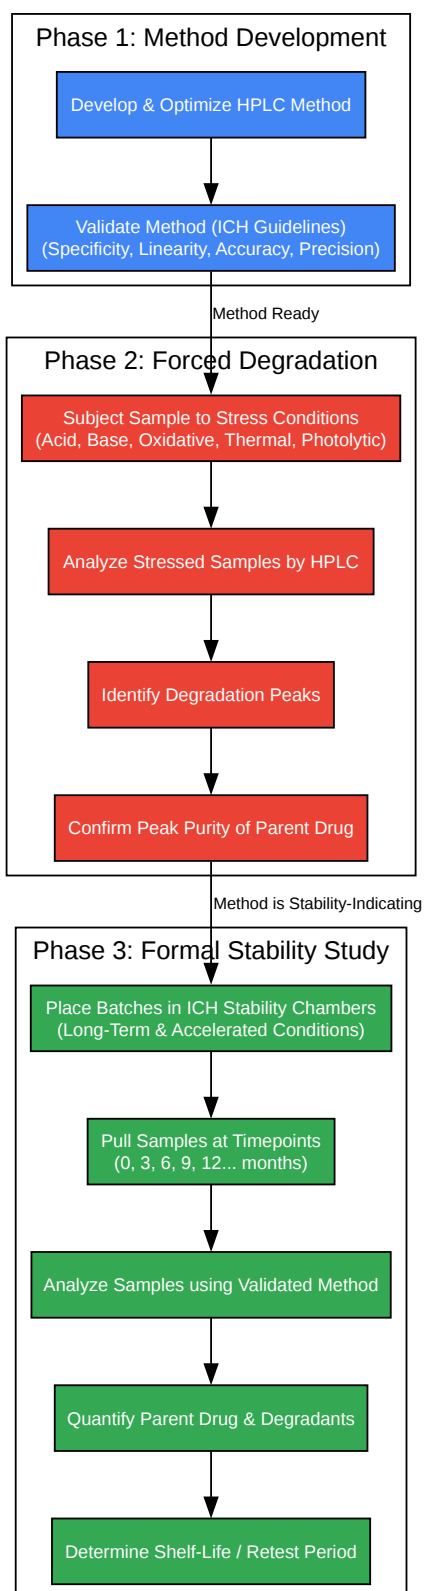 Phase 1: Method Development
Develop & Optimize HPLC Method
Validate Method (ICH Guidelines)
(Specificity, Linearity, Accuracy, Precision)
Method Ready
Phase 2: Forced Degradation
Subject Sample to Stress Conditions
(Acid, Base, Oxidative, Thermal, Photolytic)
Analyze Stressed Samples by HPLC
Identify Degradation Peaks
Confirm Peak Purity of Parent Drug
Method is Stability-Indicating
Phase 3: Formal Stability Study
Place Batches in ICH Stability Chambers
(Long-Term & Accelerated Conditions)
Pull Samples at Timepoints
(0, 3, 6, 9, 12... months)
Analyze Samples using Validated Method
Quantify Parent Drug & Degradants
Determine Shelf-Life / Retest Period